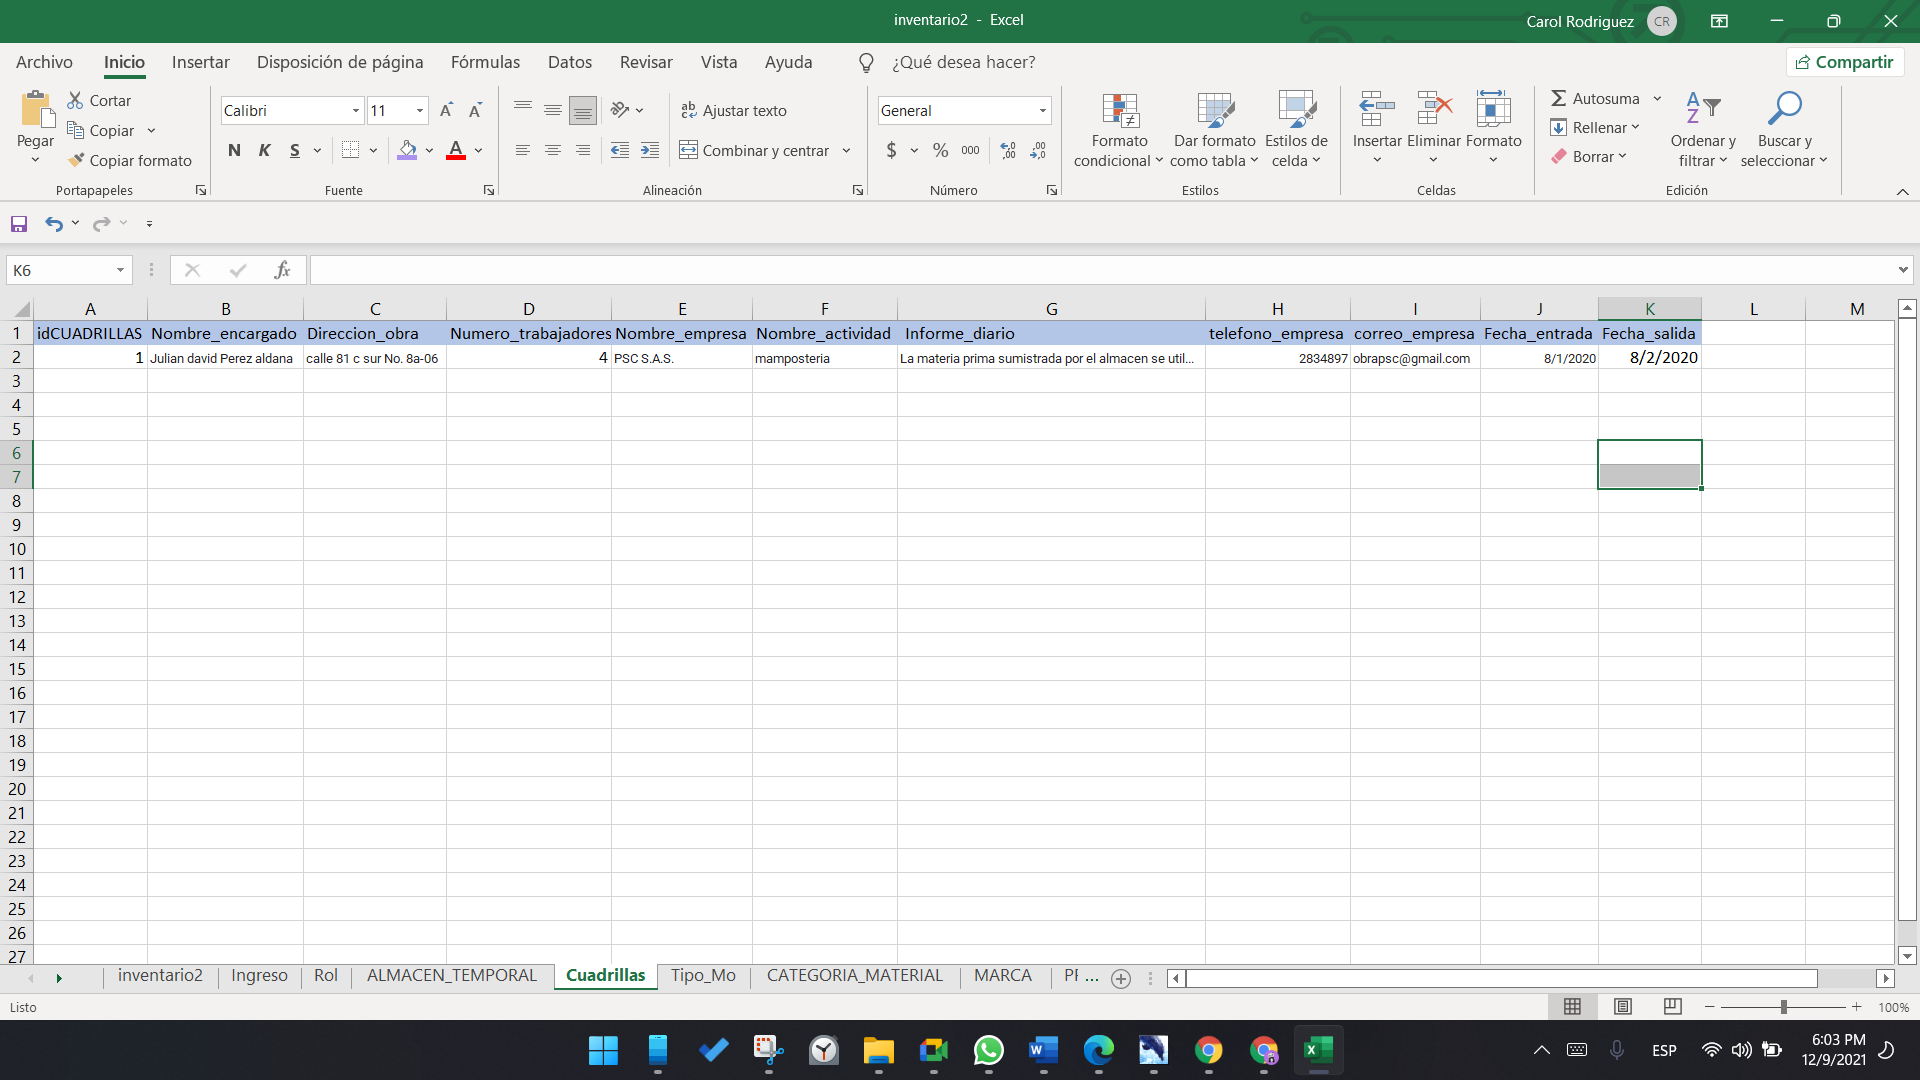 inventario2 - Excel
Carol Rodriguez CR
Archivo Inicio Insertar Disposición de página Fórmulas Datos Revisar Vista Ayuda ¿Qué desea hacer? Compartir
Pegar
Cortar
Copiar
Copiar formato
Portapapeles
Calibri 11
N K S
Fuente
Ajustar texto
Combinar y centrar
Alineación
General
$ % 000
Número
Formato condicional
Dar formato como tabla
Estilos de celda
Estilos
Insertar Eliminar Formato
Celdas
Autosuma
Rellenar
Borrar
Ordenar y filtrar
Buscar y seleccionar
Edición
K6
fx
A B C D E F G H I J K L M
1 idCUADRILLAS Nombre_encargado Direccion_obra Numero_trabajadores Nombre_empresa Nombre_actividad Informe_diario telefono_empresa correo_empresa Fecha_entrada Fecha_salida
2 1 Julian david Perez aldana calle 81 c sur No. 8a-06 4 PSC S.A.S. mamposteria La materia prima sumistrada por el almacen se util... 2834897 obrapsc@gmail.com 8/1/2020 8/2/2020
3
4
5
6
7
8
9
10
11
12
13
14
15
16
17
18
19
20
21
22
23
24
25
26
27
inventario2 Ingreso Rol ALMACEN_TEMPORAL Cuadrillas Tipo_Mo CATEGORIA_MATERIAL MARCA PI ...
Listo
100%
ESP
6:03 PM
12/9/2021